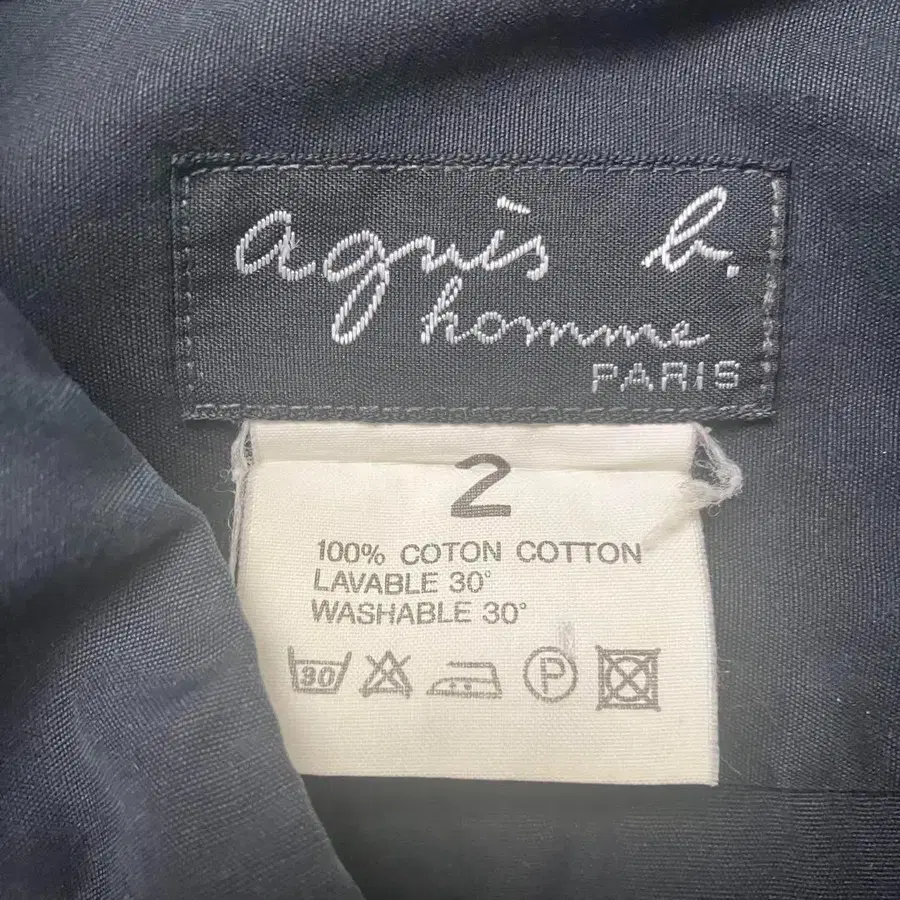 agnès b.
homme
PARIS
2
100% COTON COTTON
LAVABLE 30°
WASHABLE 30°
30 P